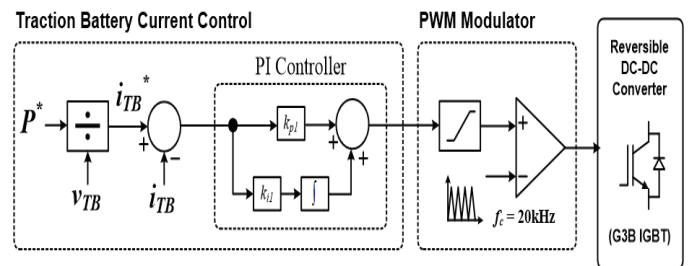 Traction Battery Current Control
PWM Modulator
Reversible
DC-DC
Converter
PI Controller
P*
÷
iTB*
+
−
vTB
iTB
kp1
ki1
∫
+
+
+
−
fc = 20kHz
(G3B IGBT)